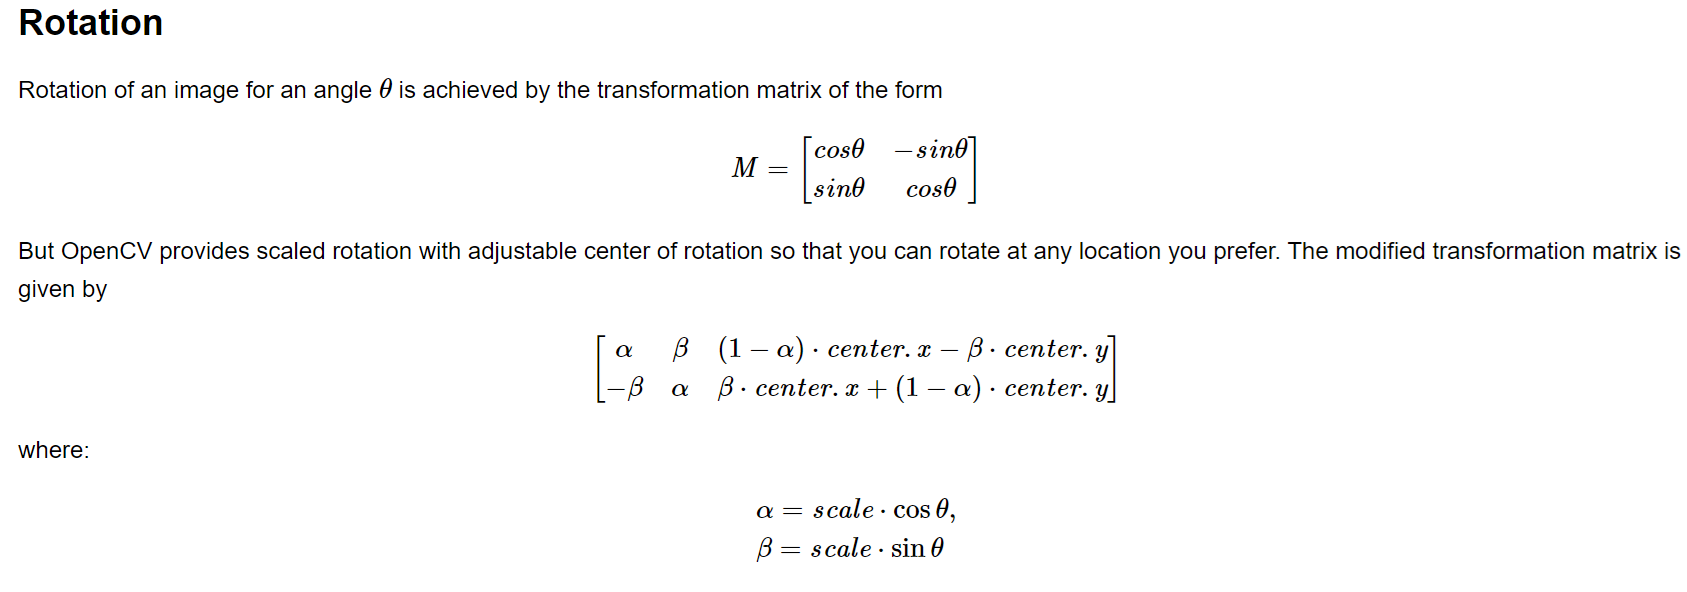 Rotation
Rotation of an image for an angle θ is achieved by the transformation matrix of the form
M = [cosθ −sinθ
sinθ cosθ]
But OpenCV provides scaled rotation with adjustable center of rotation so that you can rotate at any location you prefer. The modified transformation matrix is
given by
[α β (1 − α) · center. x − β · center. y
−β α β · center. x + (1 − α) · center. y]
where:
α = scale · cos θ,
β = scale · sin θ